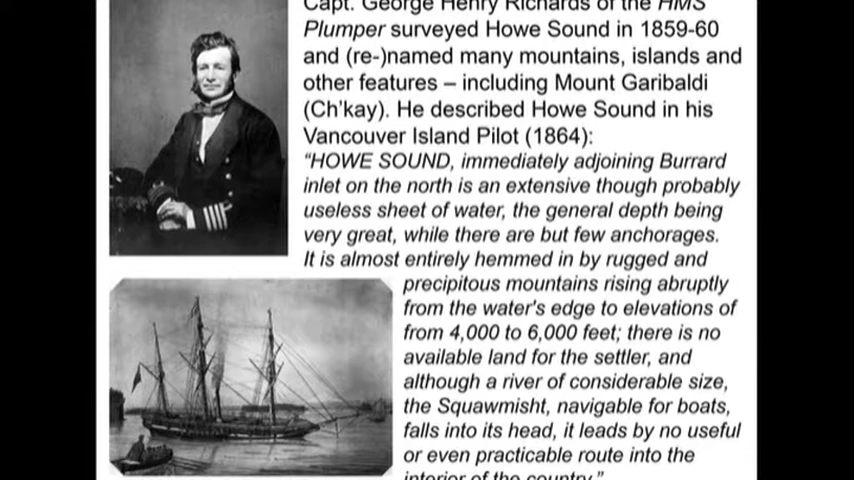 Capt. George Henry Richards of the HMS
Plumper surveyed Howe Sound in 1859-60
and (re-)named many mountains, islands and
other features – including Mount Garibaldi
(Ch'kay). He described Howe Sound in his
Vancouver Island Pilot (1864):
“HOWE SOUND, immediately adjoining Burrard
inlet on the north is an extensive though probably
useless sheet of water, the general depth being
very great, while there are but few anchorages.
It is almost entirely hemmed in by rugged and
precipitous mountains rising abruptly
from the water's edge to elevations of
from 4,000 to 6,000 feet; there is no
available land for the settler, and
although a river of considerable size,
the Squawmisht, navigable for boats,
falls into its head, it leads by no useful
or even practicable route into the
interior of the country.”